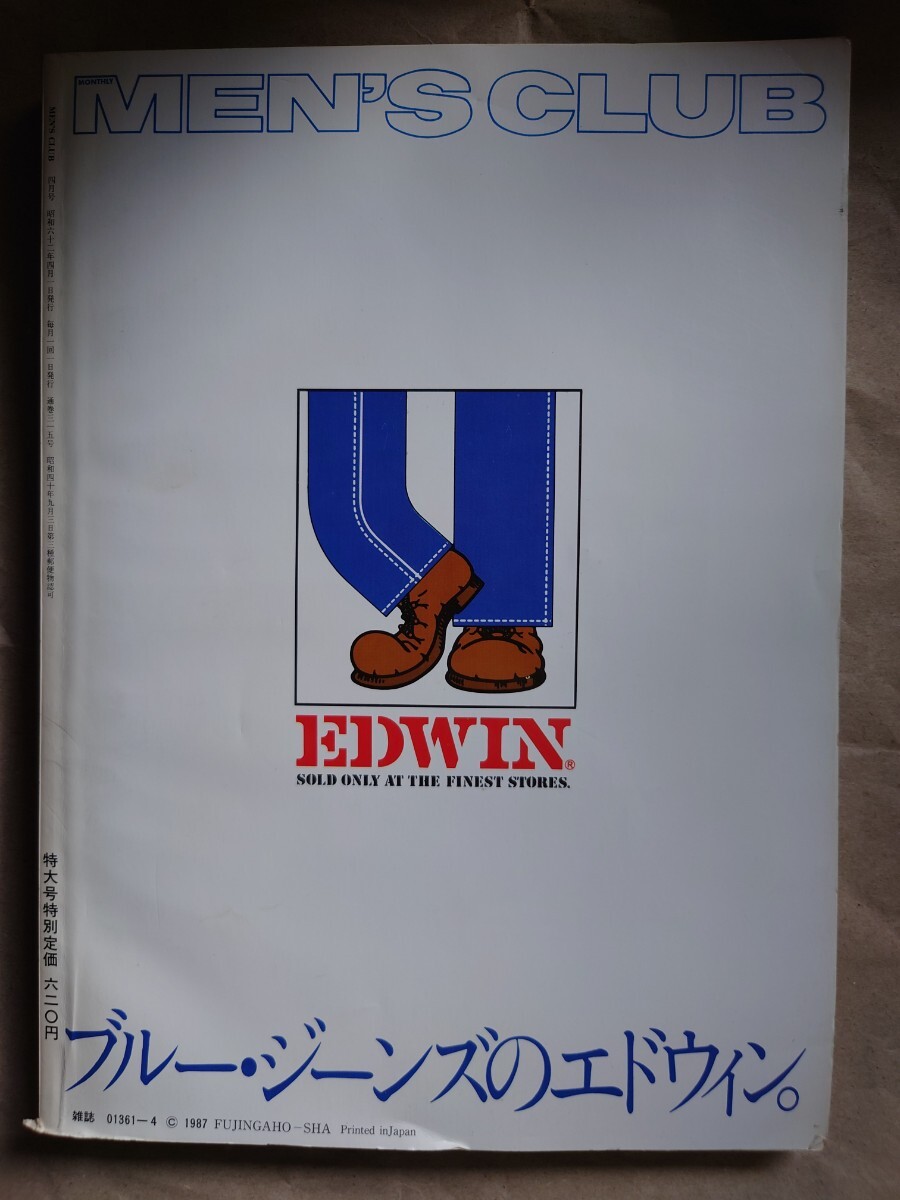 MONTHLY
MEN'S CLUB
MEN'S CLUB 四月号 昭和六十二年四月一日発行 毎月一回一日発行 通巻三一五号 昭和四十年九月三日第三種郵便物認可
EDWIN®
SOLD ONLY AT THE FINEST STORES.
特大号特別定価 六二〇円
ブルー・ジーンズのエドウィン。
雑誌 01361-4 © 1987 FUJINGAHO-SHA Printed in Japan